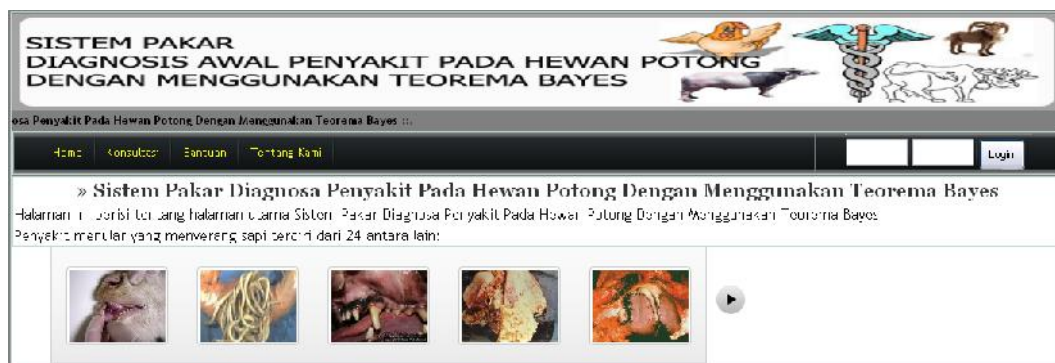 SISTEM PAKAR
DIAGNOSIS AWAL PENYAKIT PADA HEWAN POTONG
DENGAN MENGGUNAKAN TEOREMA BAYES
osa Penyakit Pada Hewan Potong Dengan Menggunakan Teorema Bayes ::.
Home Konsultasi Bantuan Tentang Kami Login
» Sistem Pakar Diagnosa Penyakit Pada Hewan Potong Dengan Menggunakan Teorema Bayes
Halaman ini berisi tentang halaman utama Sistem Pakar Diagnosa Penyakit Pada Hewan Potong Dengan Menggunakan Teorema Bayes
Penyakit menular yang menyerang sapi terdiri dari 24 antara lain: